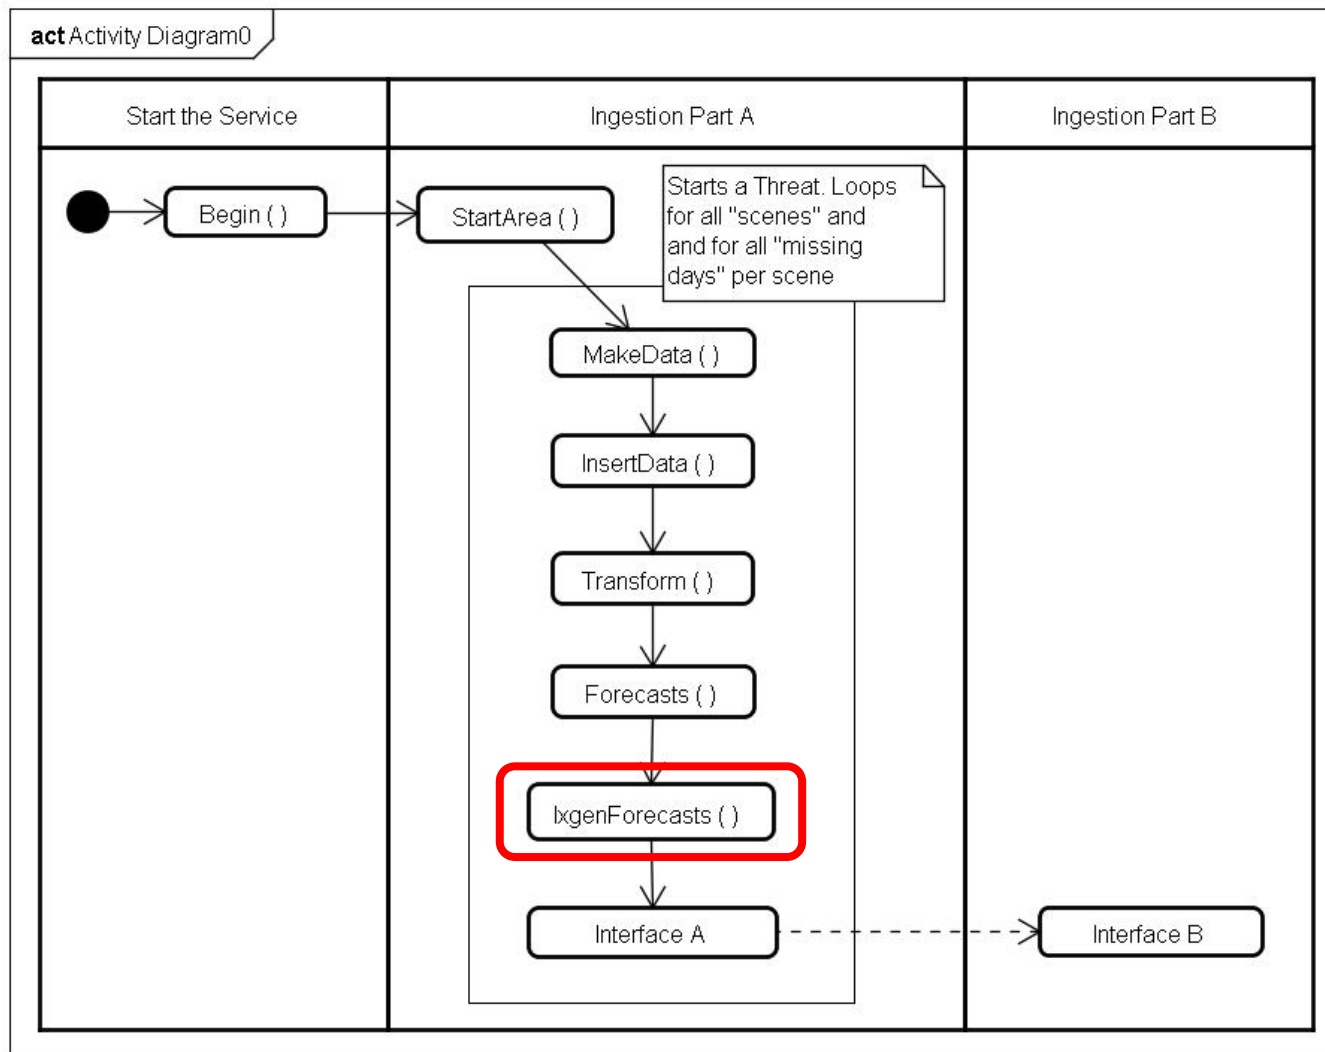 act Activity Diagram0
Start the Service
Ingestion Part A
Ingestion Part B
Begin ( )
StartArea ( )
Starts a Threat. Loops
for all "scenes" and
and for all "missing
days" per scene
MakeData ( )
InsertData ( )
Transform ( )
Forecasts ( )
IxgenForecasts ( )
Interface A
Interface B